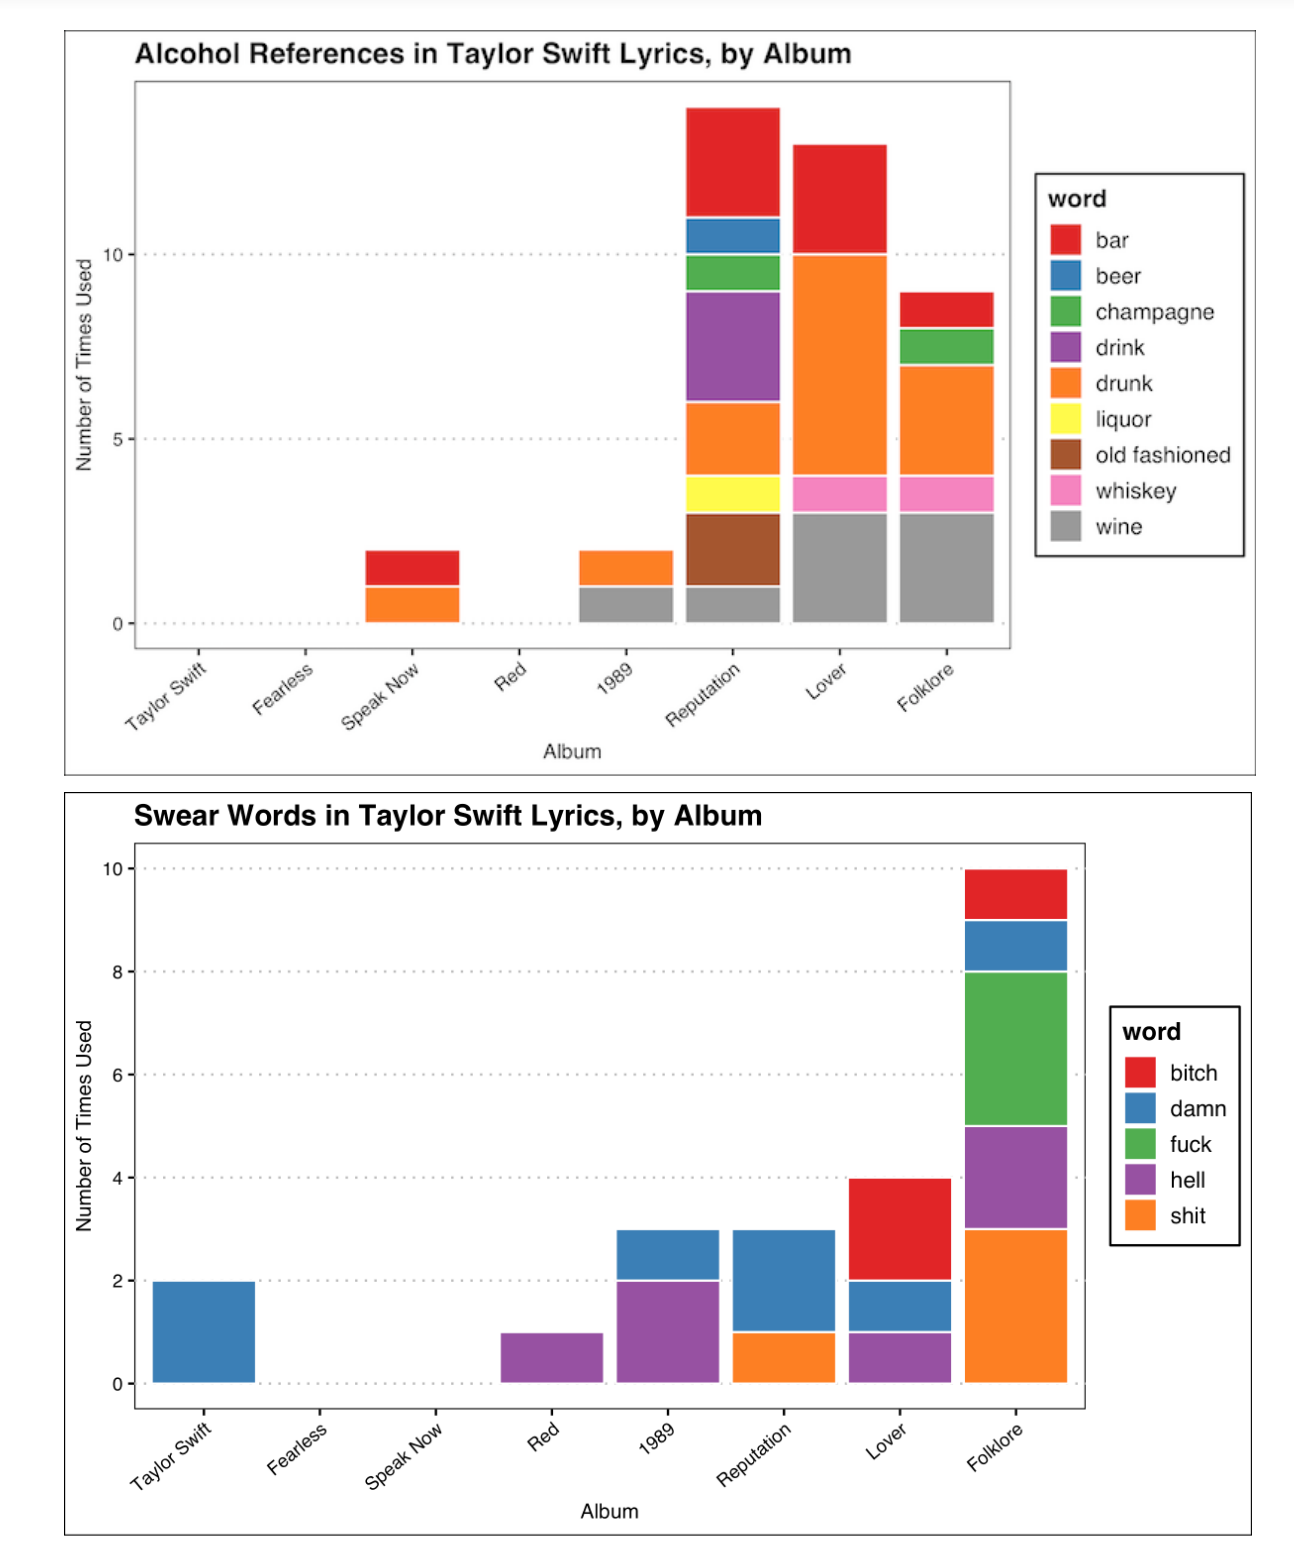 Alcohol References in Taylor Swift Lyrics, by Album
Number of Times Used
10
5
0
Taylor Swift
Fearless
Speak Now
Red
1989
Reputation
Lover
Folklore
Album
word
bar
beer
champagne
drink
drunk
liquor
old fashioned
whiskey
wine
Swear Words in Taylor Swift Lyrics, by Album
Number of Times Used
10
8
6
4
2
0
Taylor Swift
Fearless
Speak Now
Red
1989
Reputation
Lover
Folklore
Album
word
bitch
damn
fuck
hell
shit